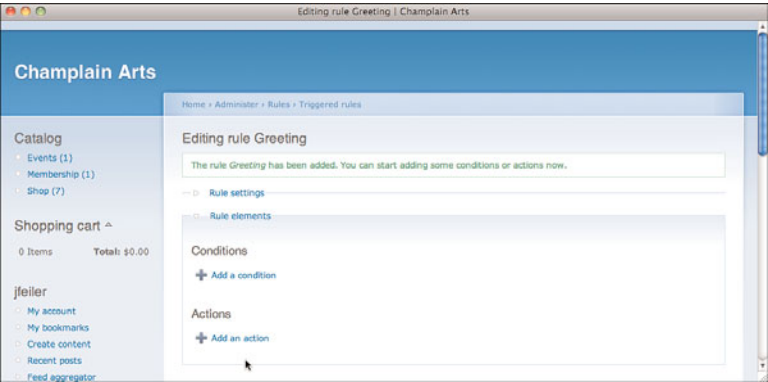 Editing rule Greeting | Champlain Arts
Champlain Arts
Home › Administer › Rules › Triggered rules
Catalog
Events (1)
Membership (1)
Shop (7)
Shopping cart
0 Items Total: $0.00
jfeiler
My account
My bookmarks
Create content
Recent posts
Feed aggregator
Editing rule Greeting
The rule Greeting has been added. You can start adding some conditions or actions now.
Rule settings
Rule elements
Conditions
Add a condition
Actions
Add an action